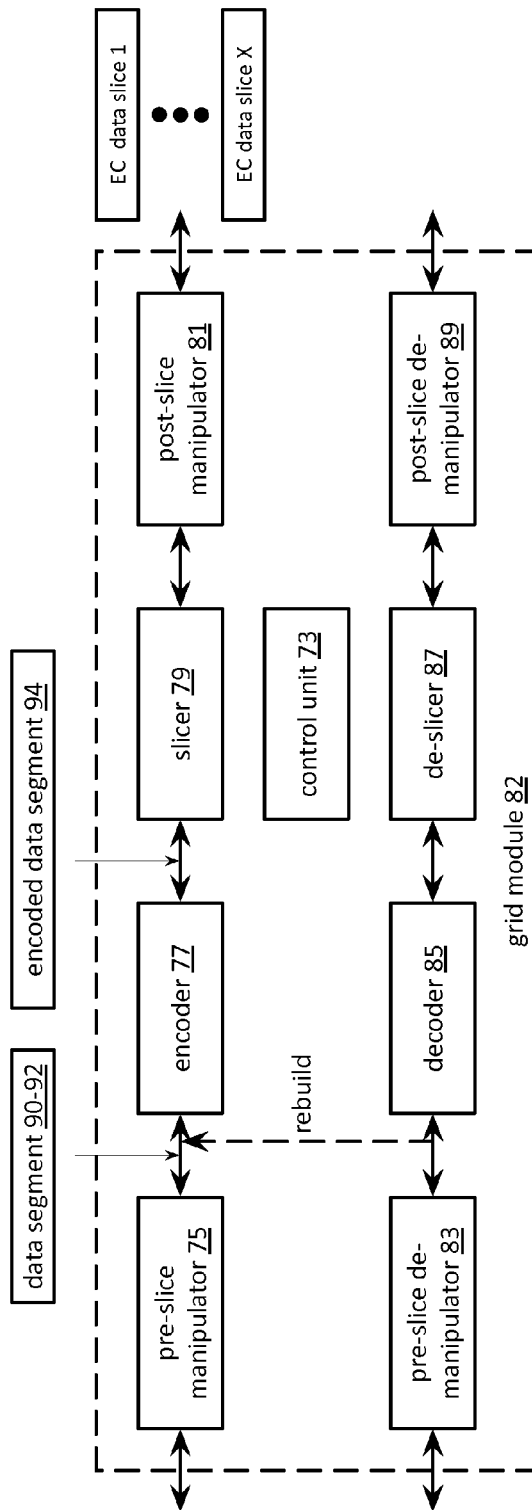 data segment 90-92
encoded data segment 94
EC data slice 1
EC data slice X
pre-slice
manipulator 75
encoder 77
slicer 79
post-slice
manipulator 81
rebuild
control unit 73
pre-slice de-
manipulator 83
decoder 85
de-slicer 87
post-slice de-
manipulator 89
grid module 82